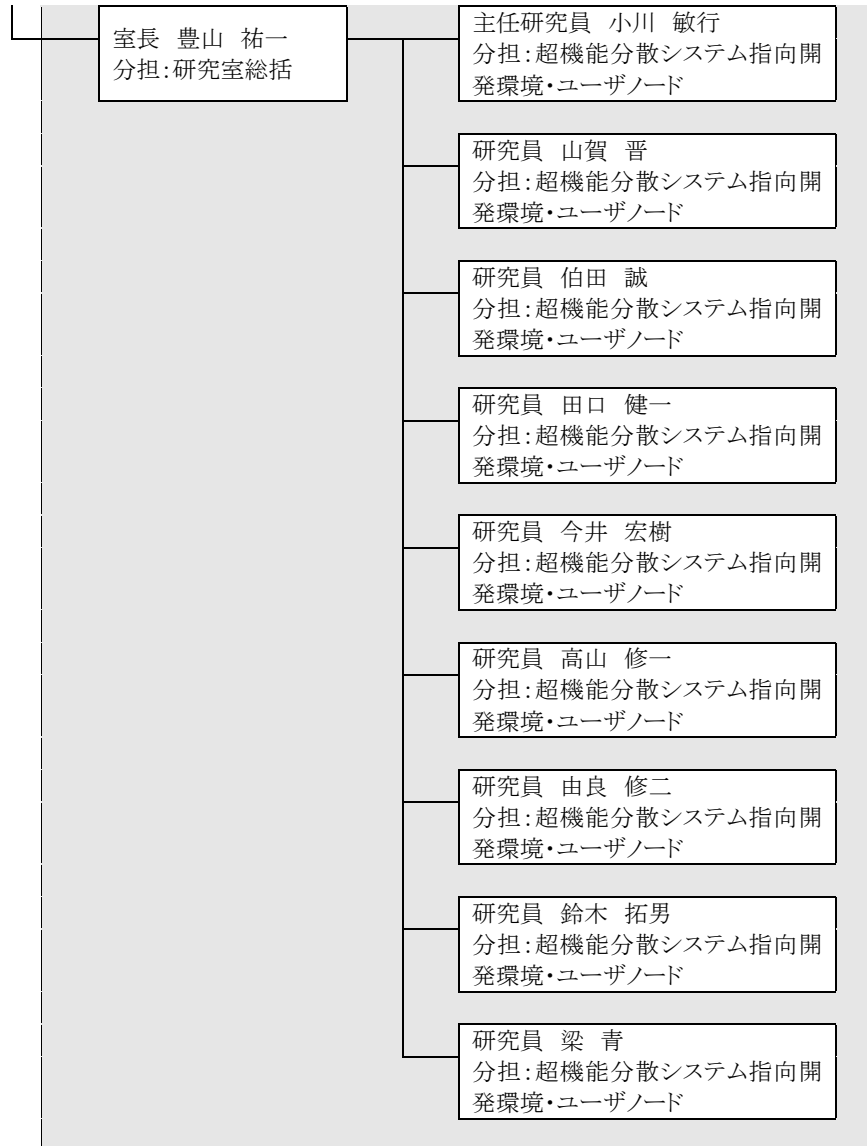 室長 豊山 祐一
分担:研究室総括
主任研究員 小川 敏行
分担:超機能分散システム指向開
発環境・ユーザノード
研究員 山賀 晋
分担:超機能分散システム指向開
発環境・ユーザノード
研究員 伯田 誠
分担:超機能分散システム指向開
発環境・ユーザノード
研究員 田口 健一
分担:超機能分散システム指向開
発環境・ユーザノード
研究員 今井 宏樹
分担:超機能分散システム指向開
発環境・ユーザノード
研究員 高山 修一
分担:超機能分散システム指向開
発環境・ユーザノード
研究員 由良 修二
分担:超機能分散システム指向開
発環境・ユーザノード
研究員 鈴木 拓男
分担:超機能分散システム指向開
発環境・ユーザノード
研究員 梁 青
分担:超機能分散システム指向開
発環境・ユーザノード